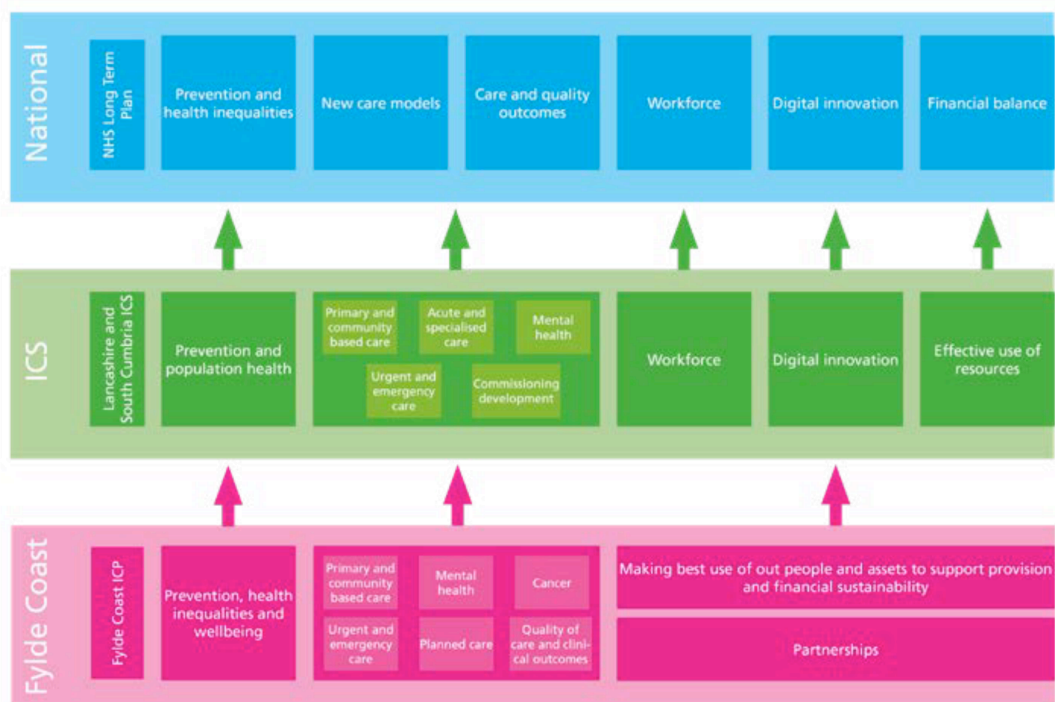 National
NHS Long Term
Plan
Prevention and
health inequalities
New care models
Care and quality
outcomes
Workforce
Digital innovation
Financial balance
ICS
Lancashire and
South Cumbria ICS
Prevention and
population health
Primary and
community
based care
Acute and
specialised
care
Mental
health
Urgent and
emergency
care
Commissioning
development
Workforce
Digital innovation
Effective use of
resources
Fylde Coast
Fylde Coast ICP
Prevention, health
inequalities and
wellbeing
Primary and
community
based care
Mental
health
Cancer
Urgent and
emergency
care
Planned care
Quality of
care and clini-
cal outcomes
Making best use of out people and assets to support provision
and financial sustainability
Partnerships